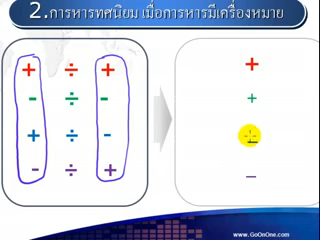 2.การหารทศนิยม เมื่อการหารมีเครื่องหมาย
+ ÷ + +
- ÷ - +
+ ÷ - -
- ÷ + -
www.GoOnOne.com